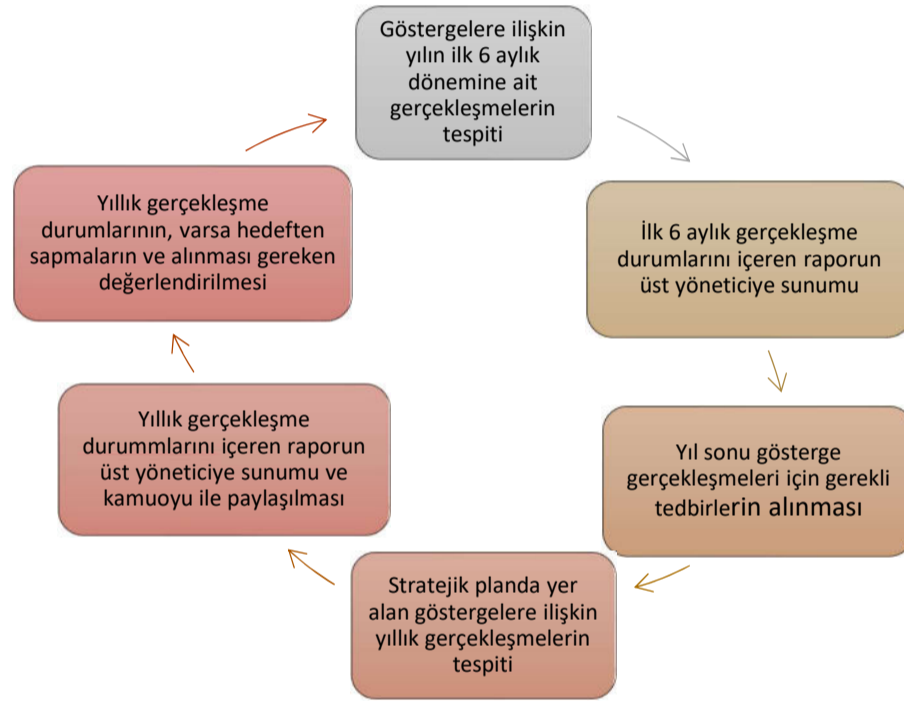 Göstergelere ilişkin
yılın ilk 6 aylık
dönemine ait
gerçekleşmelerin
tespiti
İlk 6 aylık gerçekleşme
durumlarını içeren raporun
üst yöneticiye sunumu
Yıl sonu gösterge
gerçekleşmeleri için gerekli
tedbirlerin alınması
Stratejik planda yer
alan göstergelere ilişkin
yıllık gerçekleşmelerin
tespiti
Yıllık gerçekleşme
durummlarını içeren raporun
üst yöneticiye sunumu ve
kamuoyu ile paylaşılması
Yıllık gerçekleşme
durumlarının, varsa hedeften
sapmaların ve alınması gereken
değerlendirilmesi